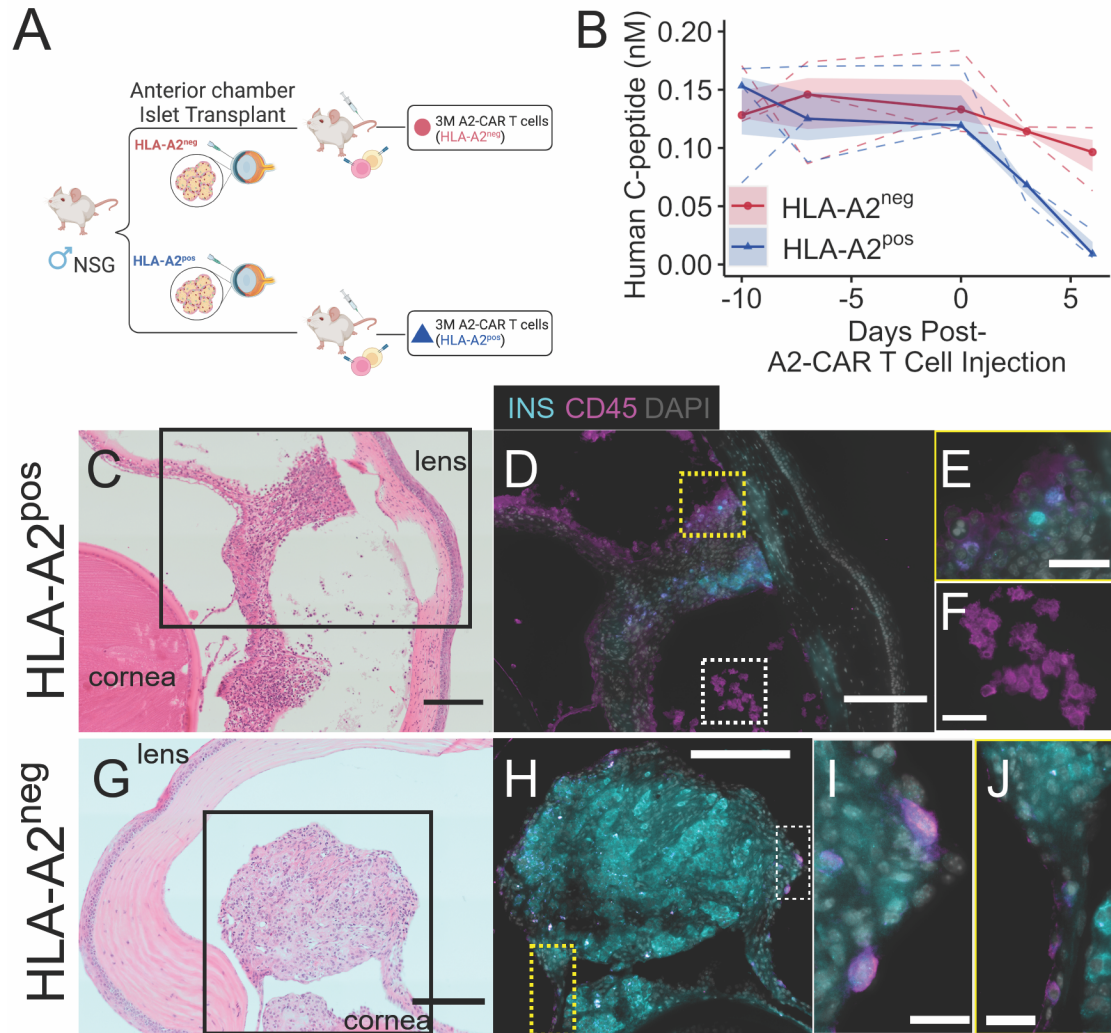 A
Anterior chamber
Islet Transplant
HLA-A2neg
3M A2-CAR T cells
(HLA-A2neg)
♂NSG
HLA-A2pos
3M A2-CAR T cells
(HLA-A2pos)
B
Human C-peptide (nM)
0.20
0.15
0.10
0.05
0.00
HLA-A2neg
HLA-A2pos
-10
-5
0
5
Days Post-
A2-CAR T Cell Injection
INS CD45 DAPI
HLA-A2pos
C
lens
cornea
D
E
F
HLA-A2neg
G
lens
cornea
H
I
J